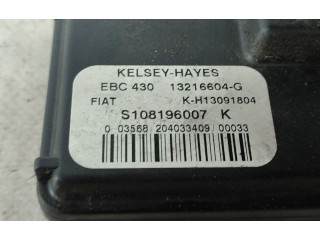 KELSEY-HAYES
EBC 430 13216604-G
FIAT K-H13091804
S108196007 K
0 03568 204033409 00033